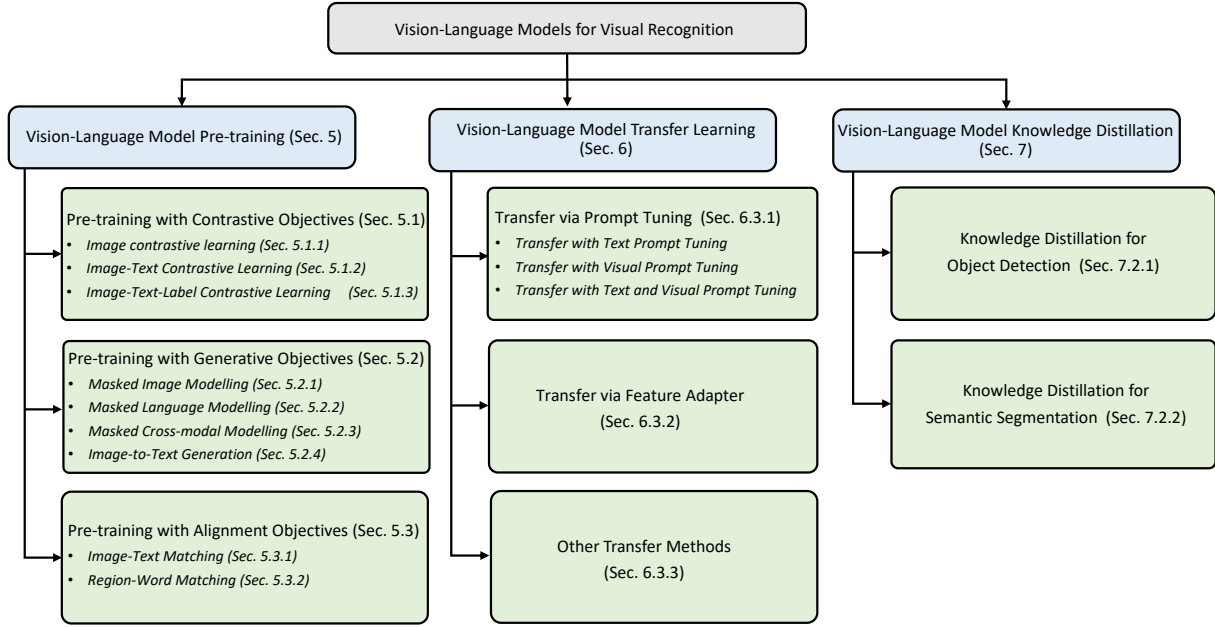 Vision-Language Models for Visual Recognition
Vision-Language Model Pre-training (Sec. 5)
Pre-training with Contrastive Objectives (Sec. 5.1)
• Image contrastive learning (Sec. 5.1.1)
• Image-Text Contrastive Learning (Sec. 5.1.2)
• Image-Text-Label Contrastive Learning (Sec. 5.1.3)
Pre-training with Generative Objectives (Sec. 5.2)
• Masked Image Modelling (Sec. 5.2.1)
• Masked Language Modelling (Sec. 5.2.2)
• Masked Cross-modal Modelling (Sec. 5.2.3)
• Image-to-Text Generation (Sec. 5.2.4)
Pre-training with Alignment Objectives (Sec. 5.3)
• Image-Text Matching (Sec. 5.3.1)
• Region-Word Matching (Sec. 5.3.2)
Vision-Language Model Transfer Learning
(Sec. 6)
Transfer via Prompt Tuning (Sec. 6.3.1)
• Transfer with Text Prompt Tuning
• Transfer with Visual Prompt Tuning
• Transfer with Text and Visual Prompt Tuning
Transfer via Feature Adapter
(Sec. 6.3.2)
Other Transfer Methods
(Sec. 6.3.3)
Vision-Language Model Knowledge Distillation
(Sec. 7)
Knowledge Distillation for
Object Detection (Sec. 7.2.1)
Knowledge Distillation for
Semantic Segmentation (Sec. 7.2.2)